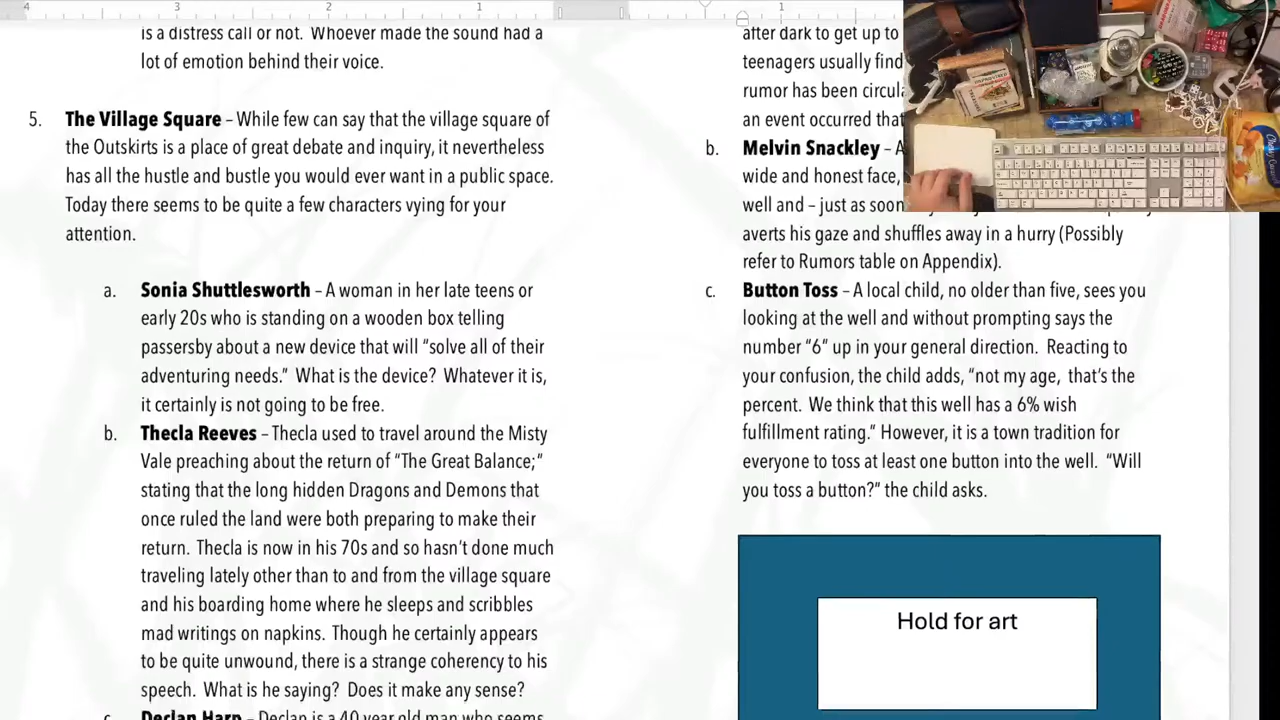 4 3 2 1 1
is a distress call or not. Whoever made the sound had a
lot of emotion behind their voice.
5. The Village Square – While few can say that the village square of
the Outskirts is a place of great debate and inquiry, it nevertheless
has all the hustle and bustle you would ever want in a public space.
Today there seems to be quite a few characters vying for your
attention.
a. Sonia Shuttlesworth – A woman in her late teens or
early 20s who is standing on a wooden box telling
passersby about a new device that will “solve all of their
adventuring needs.” What is the device? Whatever it is,
it certainly is not going to be free.
b. Thecla Reeves – Thecla used to travel around the Misty
Vale preaching about the return of “The Great Balance;”
stating that the long hidden Dragons and Demons that
once ruled the land were both preparing to make their
return. Thecla is now in his 70s and so hasn’t done much
traveling lately other than to and from the village square
and his boarding home where he sleeps and scribbles
mad writings on napkins. Though he certainly appears
to be quite unwound, there is a strange coherency to his
speech. What is he saying? Does it make any sense?
c. Declan Harp – Declan is a 40 year old man who seems
after dark to get up to
teenagers usually find
rumor has been
an event occurred that
b. Melvin Snackley – A
wide and honest face,
well and – just as soon
averts his gaze and shuffles away in a hurry (Possibly
refer to Rumors table on Appendix).
c. Button Toss – A local child, no older than five, sees you
looking at the well and without prompting says the
number “6” up in your general direction. Reacting to
your confusion, the child adds, “not my age, that’s the
percent. We think that this well has a 6% wish
fulfillment rating.” However, it is a town tradition for
everyone to toss at least one button into the well. “Will
you toss a button?” the child asks.
Hold for art